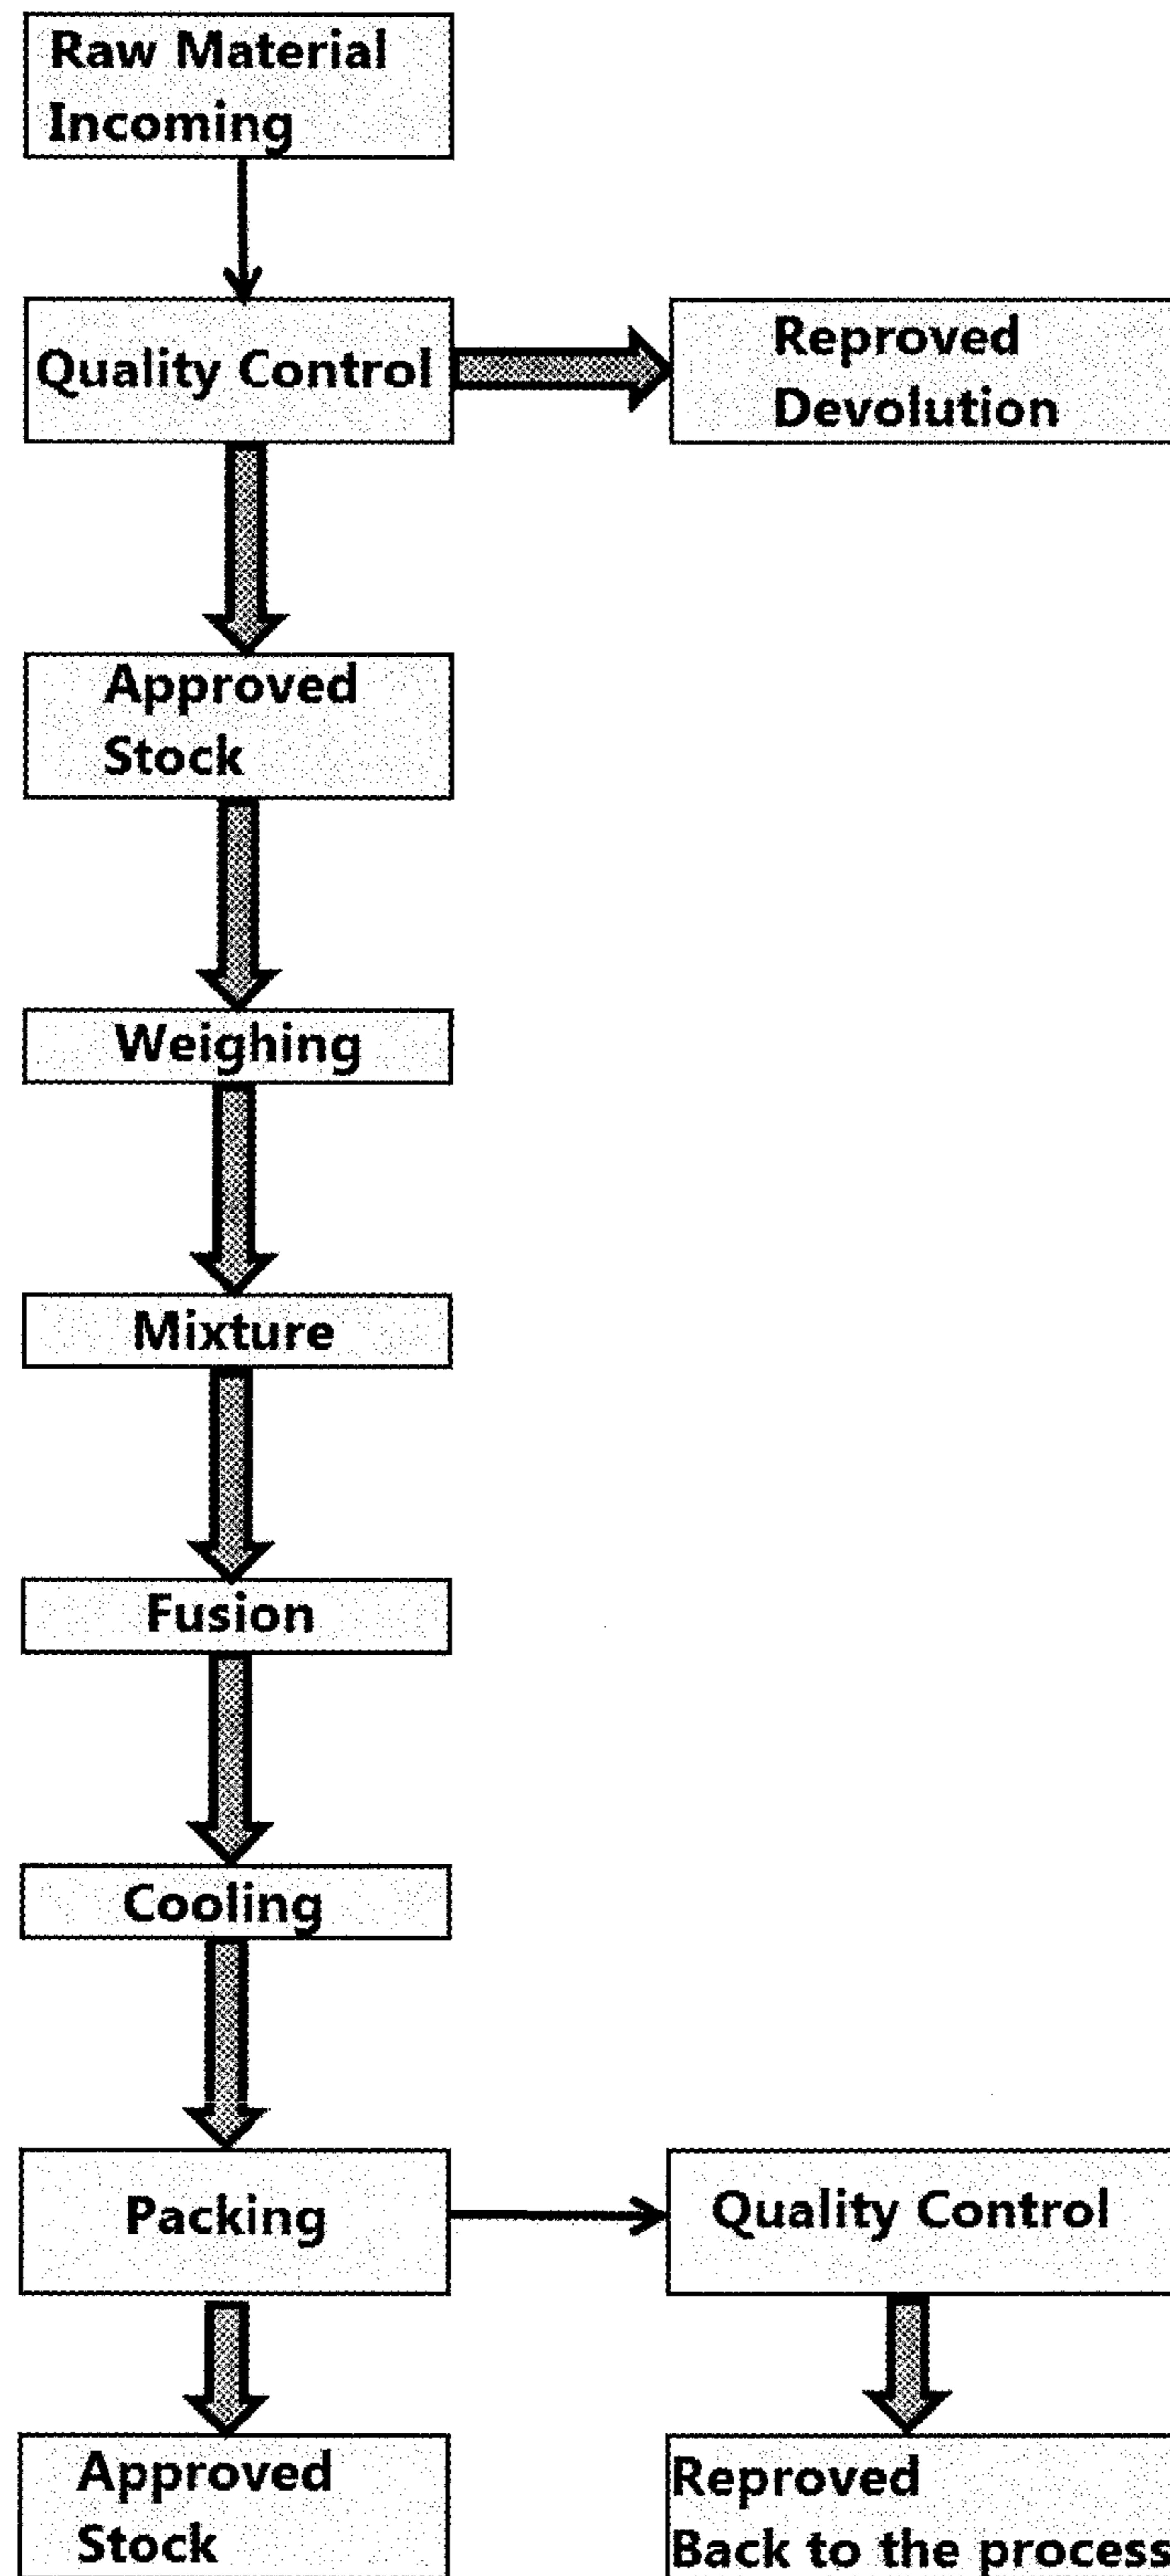 Raw Material
Incoming
Quality Control
Reproved
Devolution
Approved
Stock
Weighing
Mixture
Fusion
Cooling
Packing
Quality Control
Approved
Stock
Reproved
Back to the process